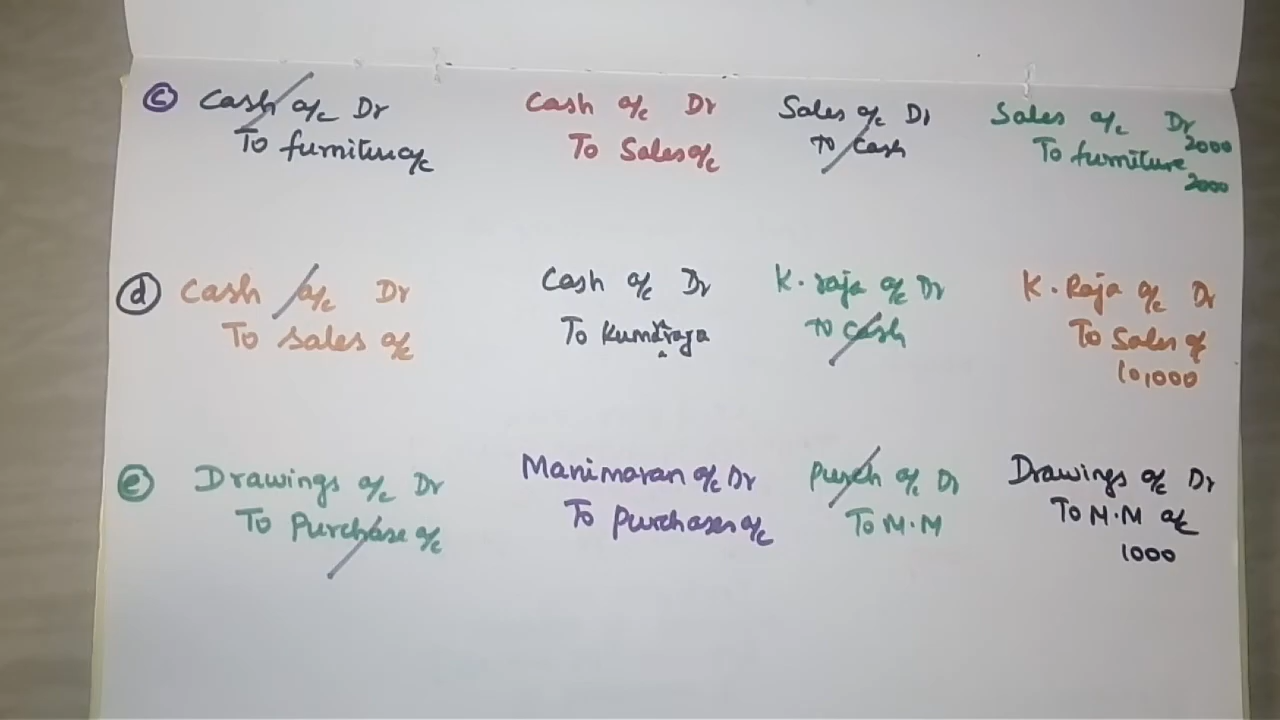 ⓒ Cash a/c Dr
To furniture a/c
Cash a/c Dr
To Sales a/c
Sales a/c Dr
To Cash
Sales a/c Dr
2000
To furniture
2000
ⓓ Cash a/c Dr
To Sales a/c
Cash a/c Dr
To Kumarraja
K. raja a/c Dr
To Cash
K. Raja a/c Dr
To Sales a/c
10,000
ⓔ Drawings a/c Dr
To Purchase a/c
Manimaran a/c Dr
To purchases a/c
purch a/c Dr
To M.M
Drawings a/c Dr
To M.M a/c
1000